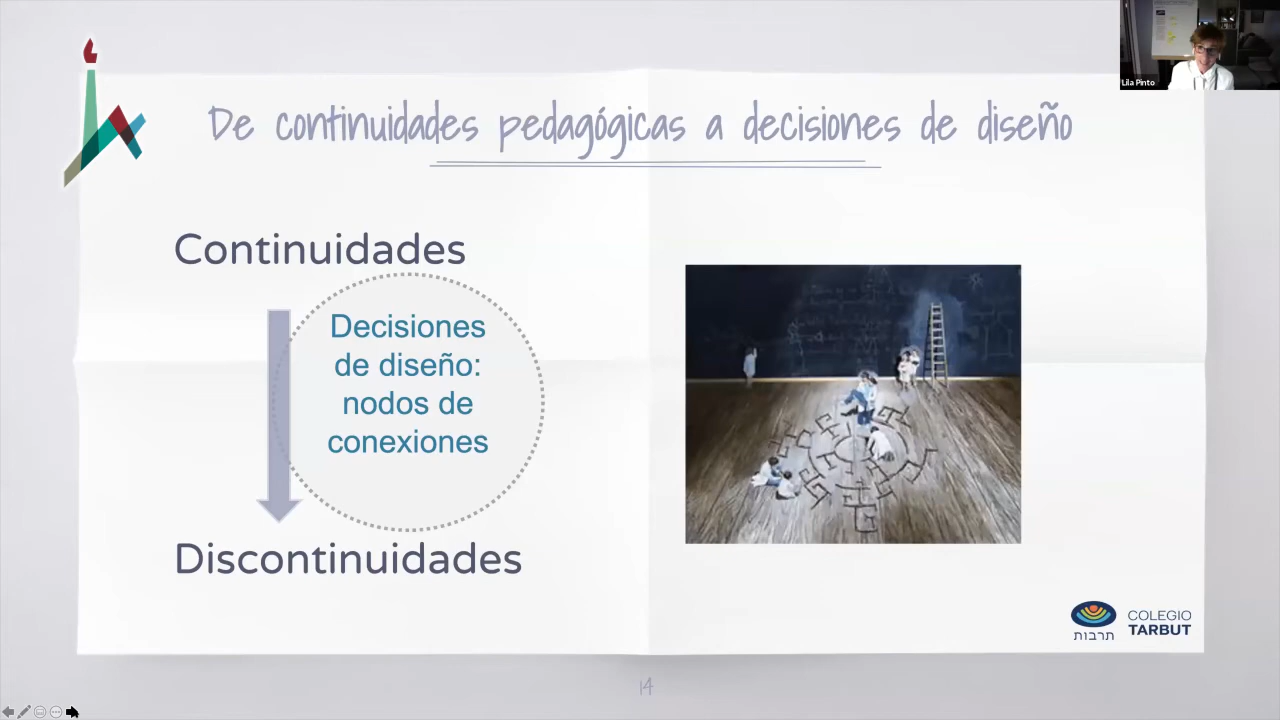 Lila Pinto
De continuidades pedagógicas a decisiones de diseño
Continuidades
Decisiones
de diseño:
nodos de
conexiones
Discontinuidades
COLEGIO
TARBUT
תרבות
14